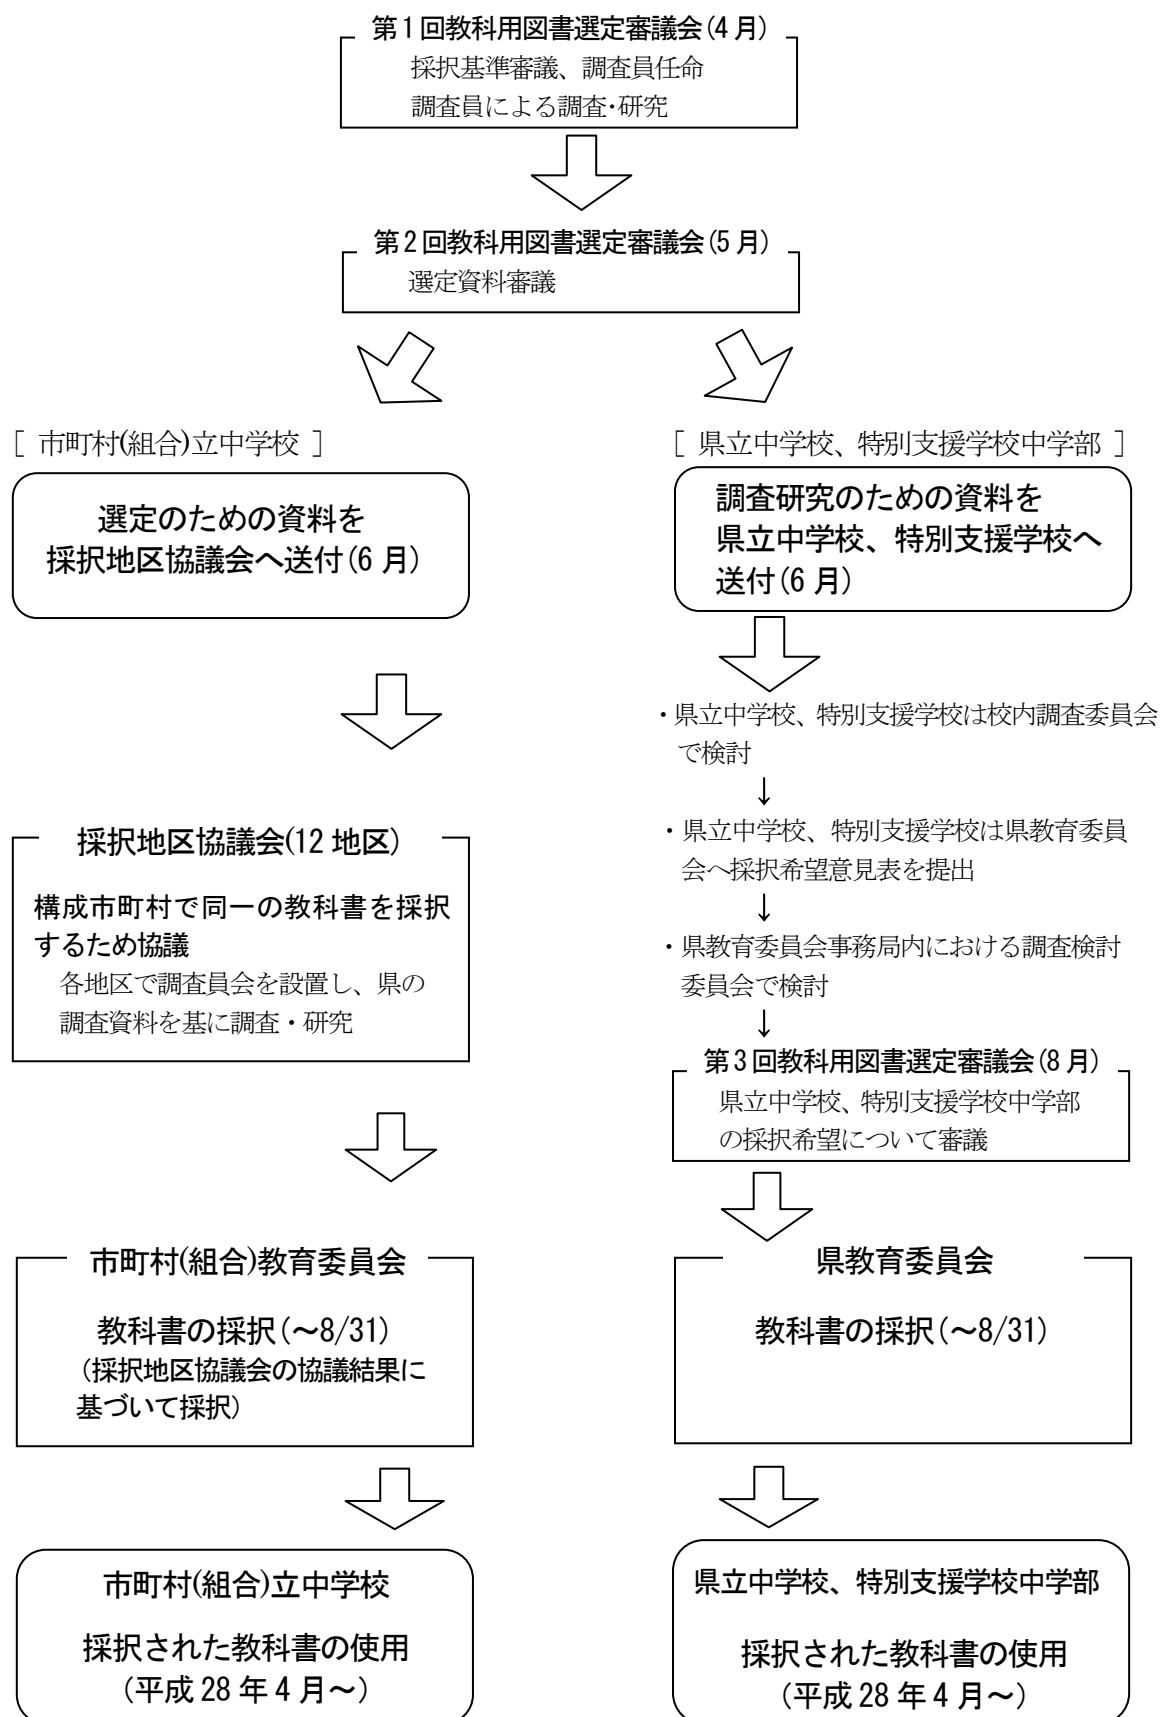 第1回教科用図書選定審議会(4月)
採択基準審議、調査員任命
調査員による調査・研究
第2回教科用図書選定審議会(5月)
選定資料審議
[ 市町村(組合)立中学校 ]
選定のための資料を
採択地区協議会へ送付(6月)
採択地区協議会(12地区)
構成市町村で同一の教科書を採択
するため協議
各地区で調査員会を設置し、県の
調査資料を基に調査・研究
市町村(組合)教育委員会
教科書の採択(～8/31)
(採択地区協議会の協議結果に
基づいて採択)
市町村(組合)立中学校
採択された教科書の使用
(平成28年4月～)
[ 県立中学校、特別支援学校中学部 ]
調査研究のための資料を
県立中学校、特別支援学校へ
送付(6月)
・県立中学校、特別支援学校は校内調査委員会
で検討
↓
・県立中学校、特別支援学校は県教育委員
会へ採択希望意見表を提出
↓
・県教育委員会事務局内における調査検討
委員会で検討
↓
第3回教科用図書選定審議会(8月)
県立中学校、特別支援学校中学部
の採択希望について審議
県教育委員会
教科書の採択(～8/31)
県立中学校、特別支援学校中学部
採択された教科書の使用
(平成28年4月～)